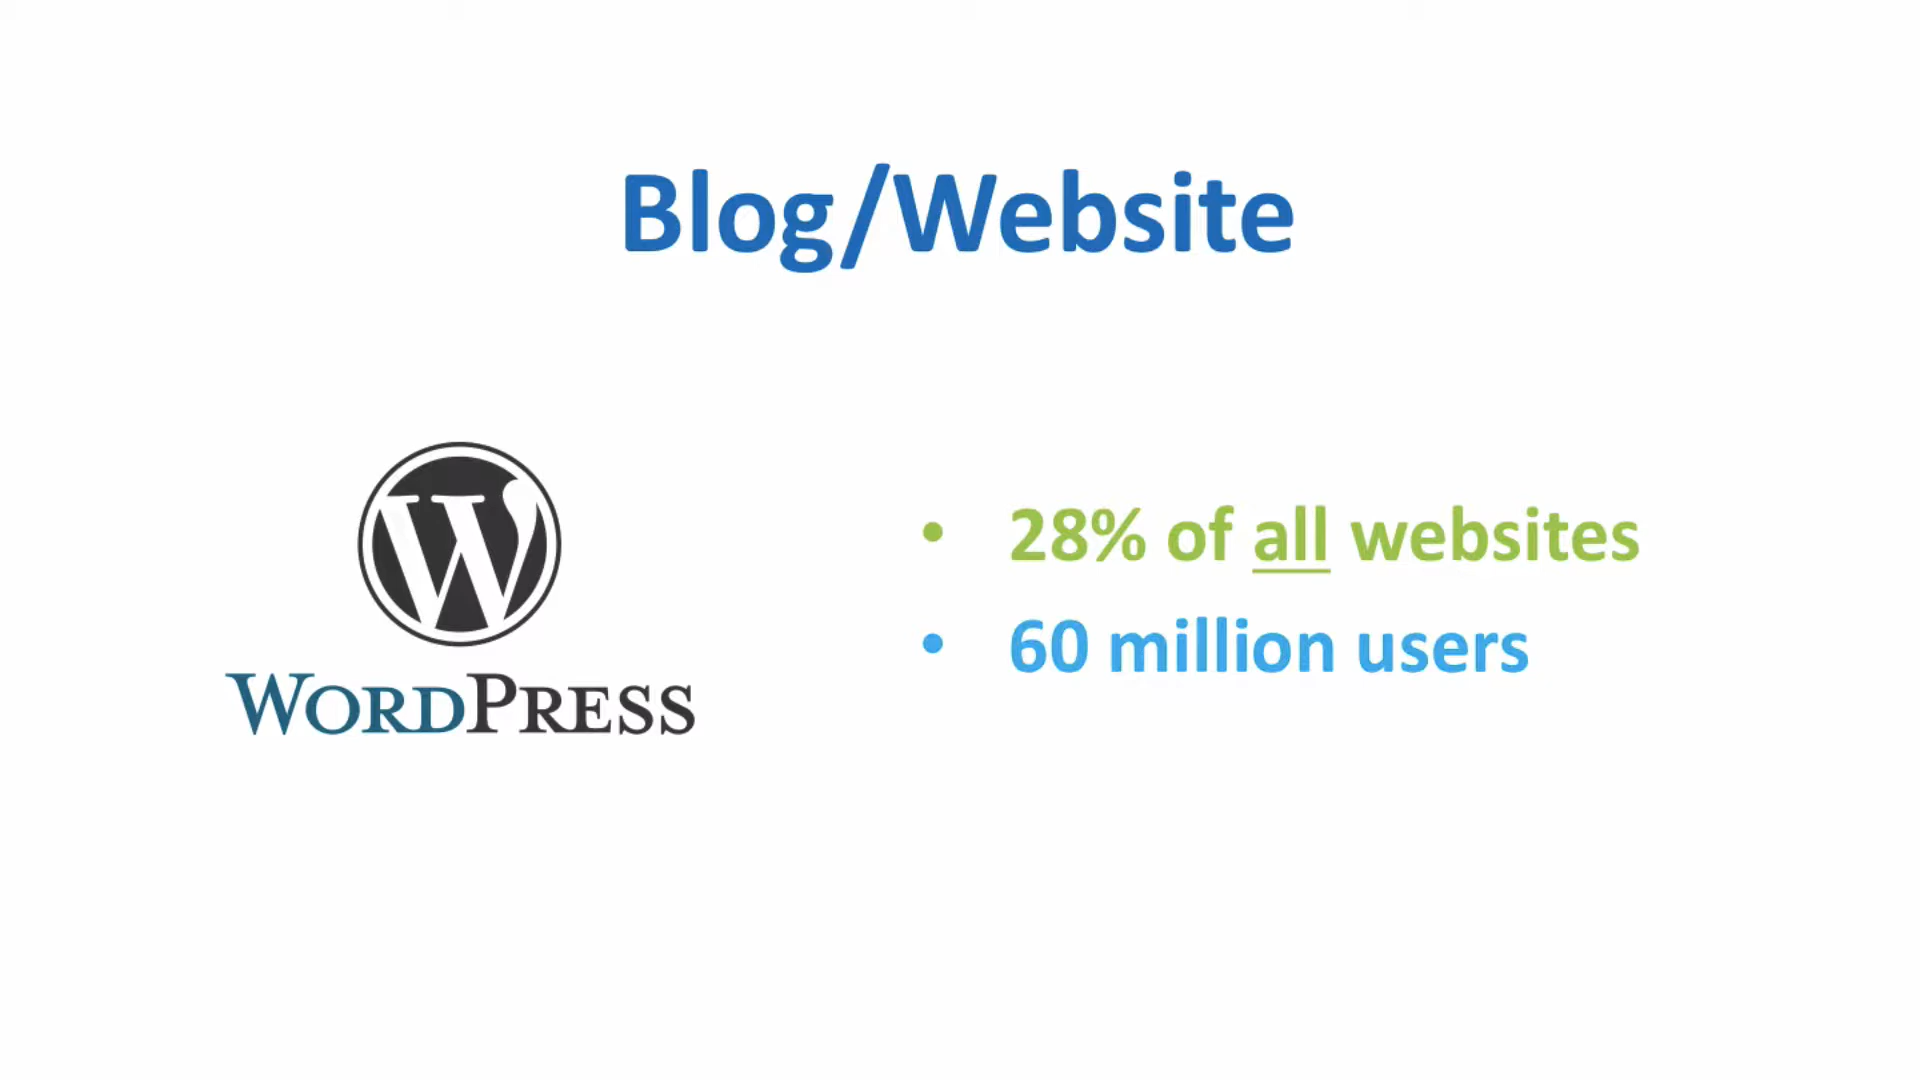 Blog/Website
WORDPRESS
• 28% of all websites
• 60 million users